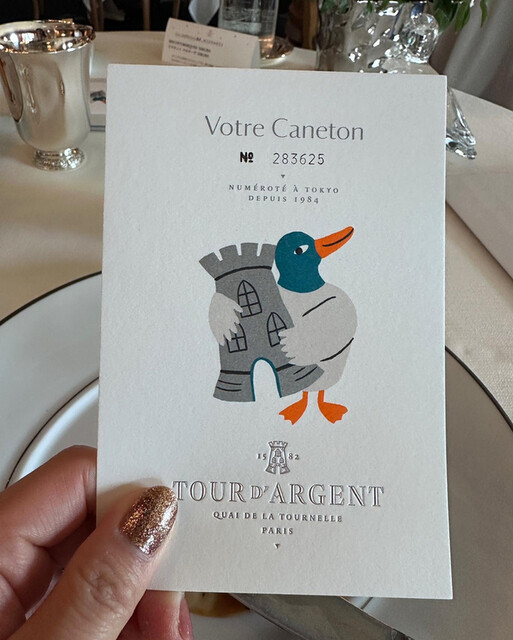 Votre Caneton
№ 283625
NUMÉROTÉ À TOKYO
DEPUIS 1984
15 82
TOUR D'ARGENT
QUAI DE LA TOURNELLE
PARIS